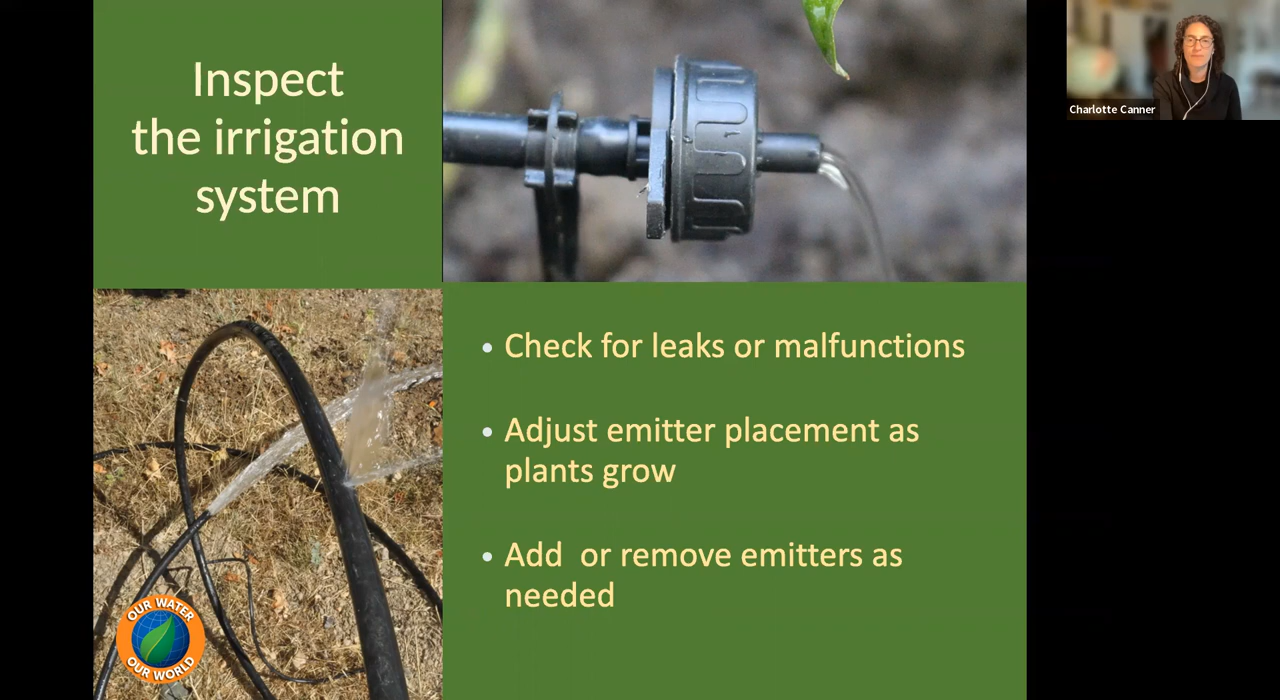 Inspect
the irrigation
system
Charlotte Canner
• Check for leaks or malfunctions
• Adjust emitter placement as
plants grow
• Add  or remove emitters as
needed
OUR WATER
OUR WORLD